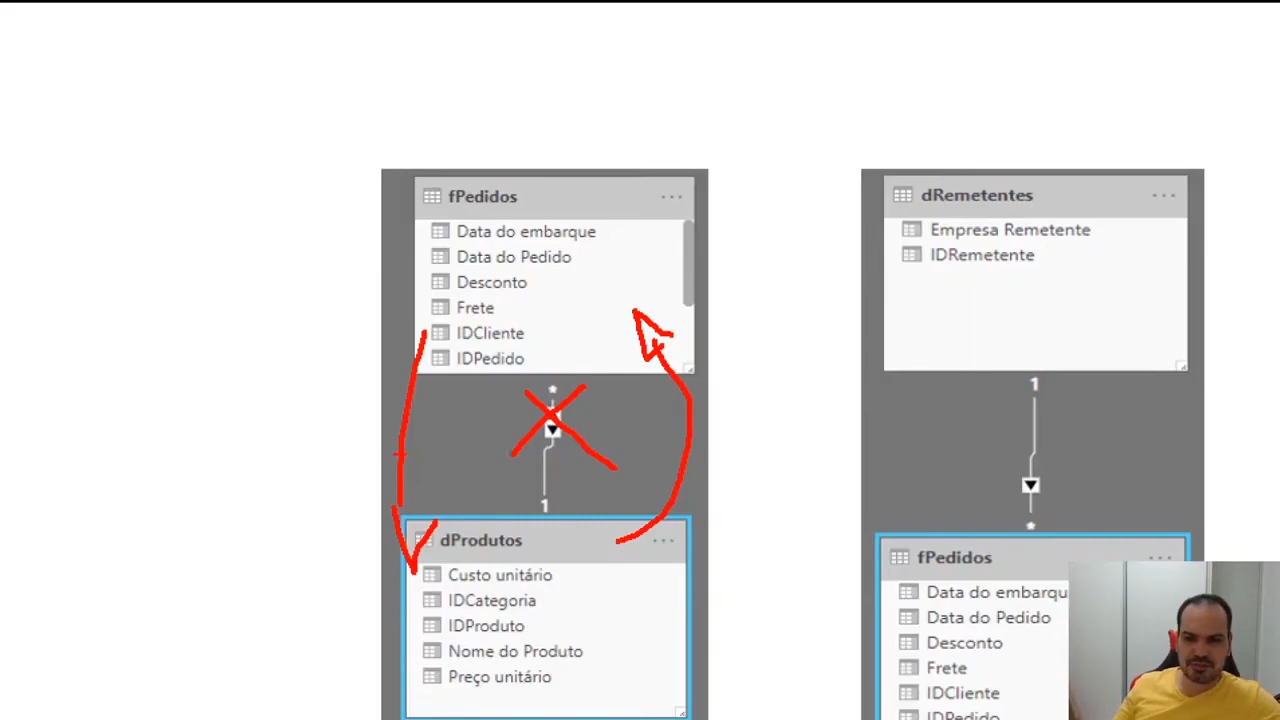 fPedidos
Data do embarque
Data do Pedido
Desconto
Frete
IDCliente
IDPedido
*
1
dProdutos
Custo unitário
IDCategoria
IDProduto
Nome do Produto
Preço unitário
dRemetentes
Empresa Remetente
IDRemetente
1
*
fPedidos
Data do embarqu
Data do Pedido
Desconto
Frete
IDCliente
IDPedido